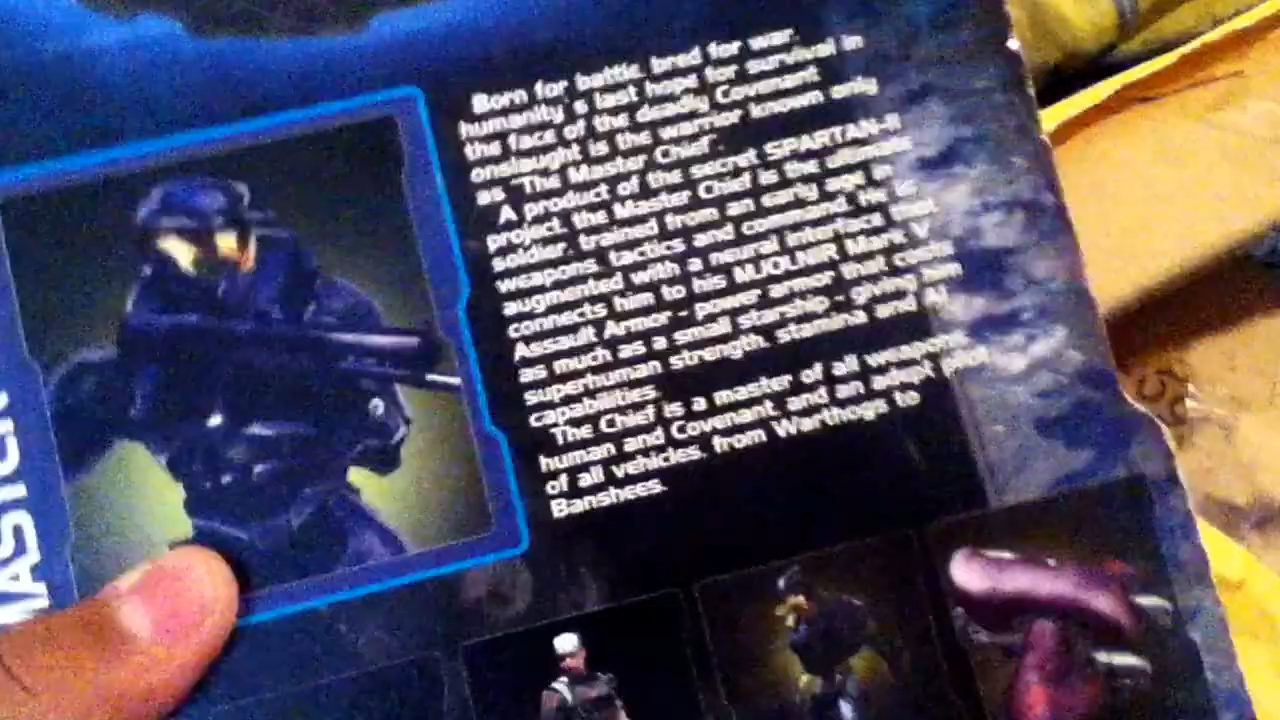 Born for battle, bred for war,
humanity's last hope for survival in
the face of the deadly Covenant
onslaught is the warrior known only
as "The Master Chief".
A product of the secret SPARTAN-II
project, the Master Chief is the ultimate
soldier, trained from an early age in
weapons, tactics and command. He is
augmented with a neural interface that
connects him to his MJOLNIR Mark V
Assault Armor - power armor that costs
as much as a small starship - giving him
superhuman strength, stamina and AI
capabilities.
The Chief is a master of all weapons,
human and Covenant, and an adept pilot
of all vehicles, from Warthogs to
Banshees.